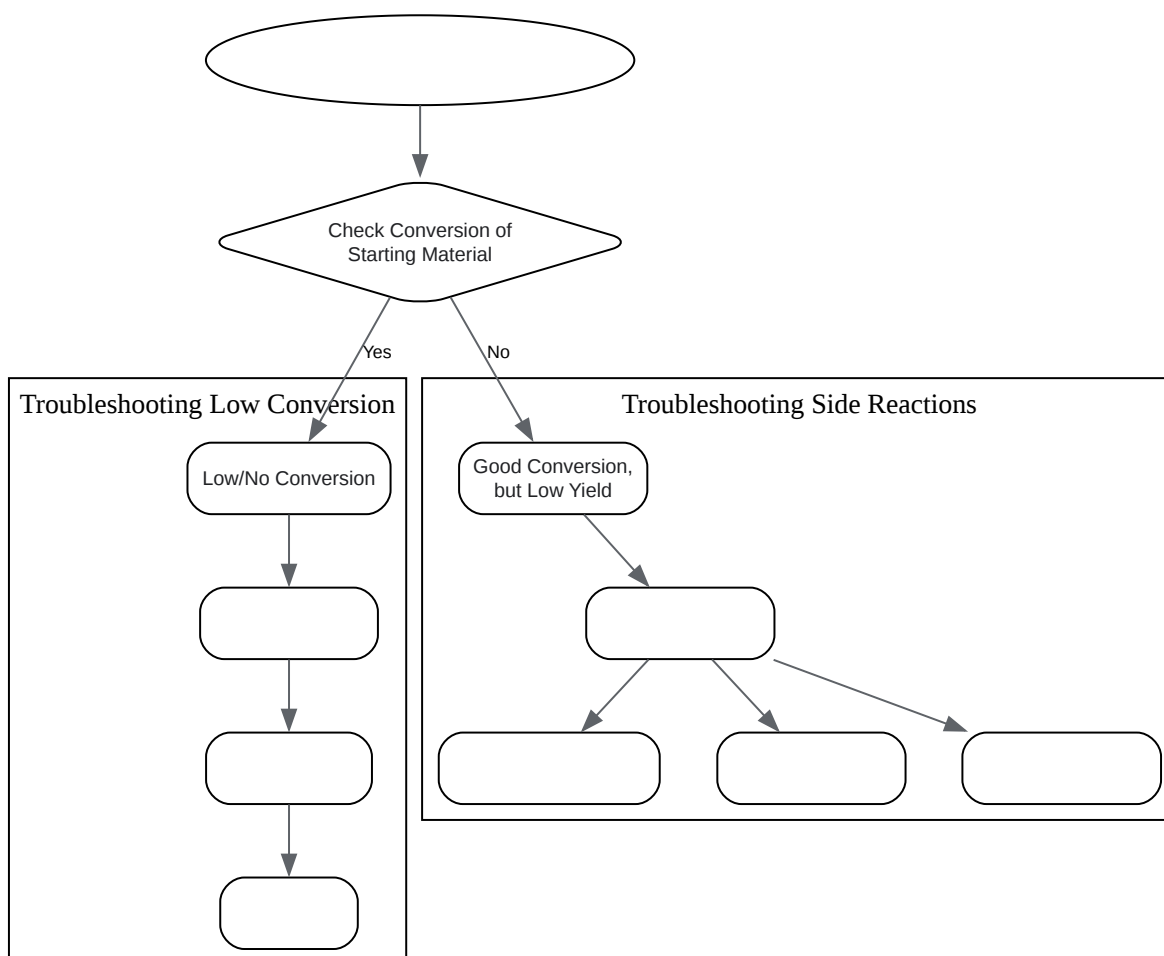 Check Conversion of
Starting Material
Yes
No
Troubleshooting Low Conversion
Troubleshooting Side Reactions
Low/No Conversion
Good Conversion,
but Low Yield